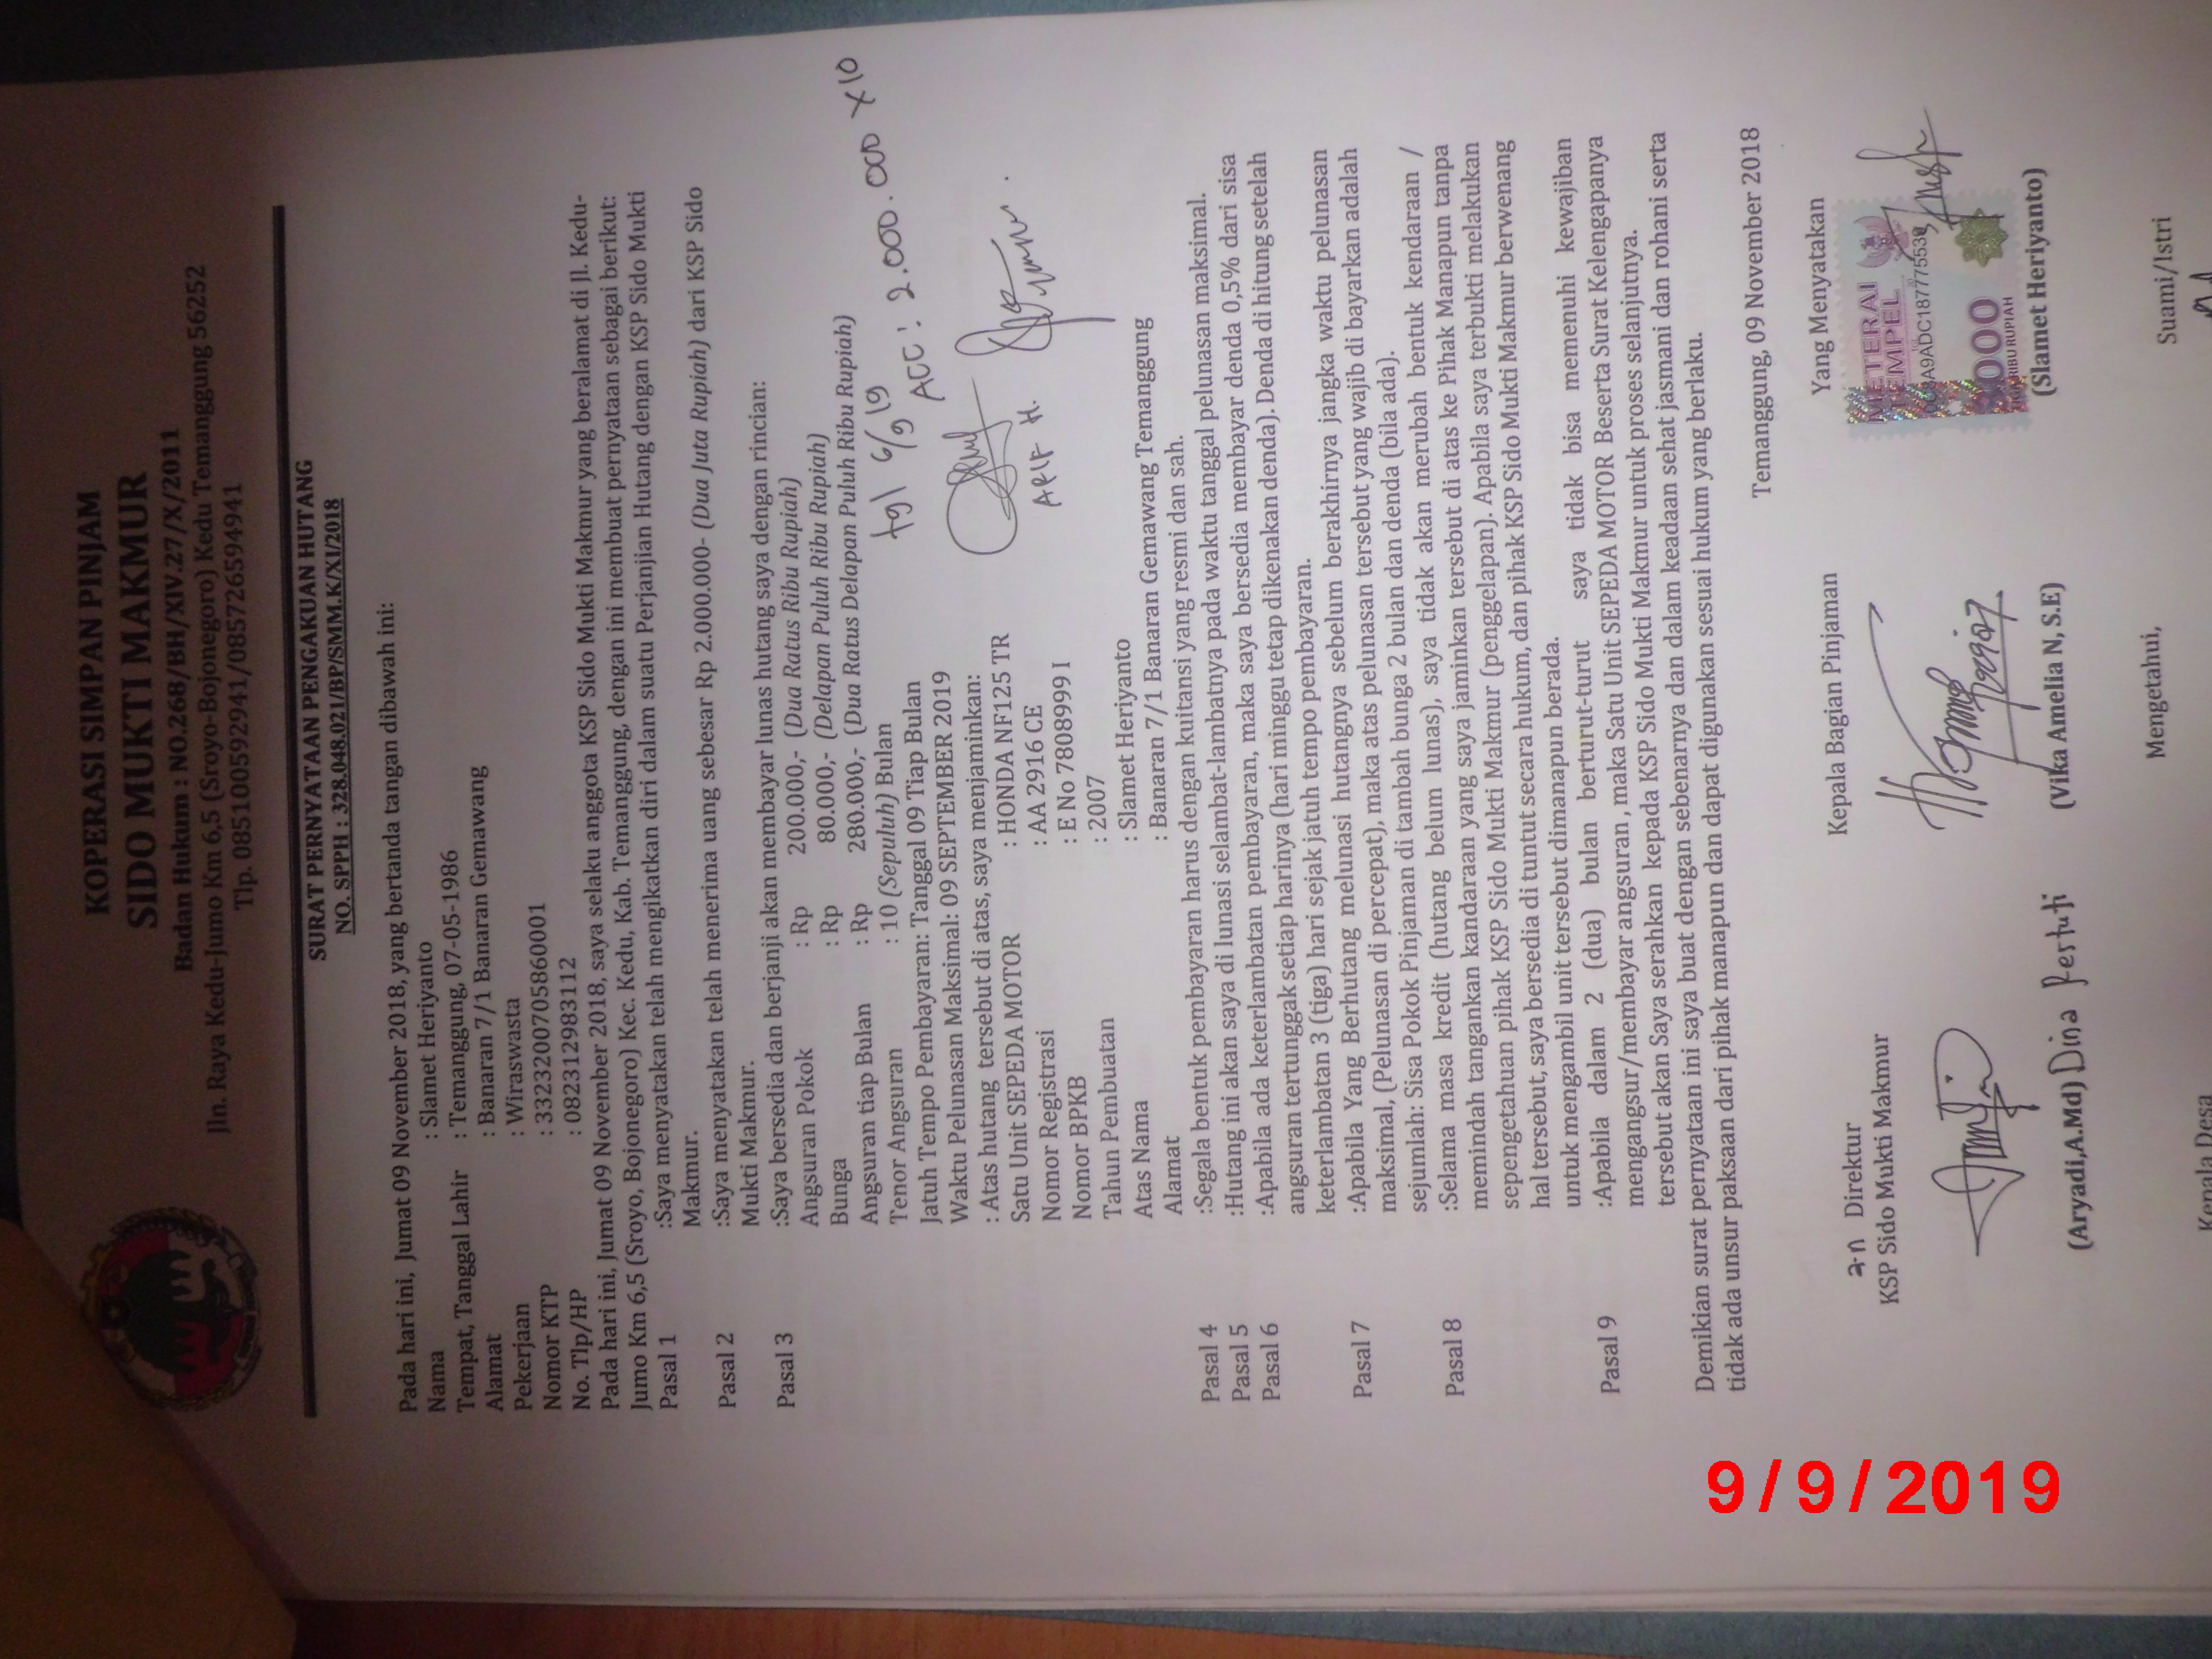 KOPERASI SIMPAN PINJAM
SIDO MUKTI MAKMUR
Badan Hukum : NO.268/BH/XIV.27/X/2011
Jln. Raya Kedu-Jumo Km 6,5 (Sroyo-Bojonegoro) Kedu Temanggung 56252
Tlp. 085100592941/085726594941
SURAT PERNYATAAN PENGAKUAN HUTANG
NO. SPPH : 328.048.021/BP/SMM.K/XI/2018
Pada hari ini, Jumat 09 November 2018, yang bertanda tangan dibawah ini:
Nama : Slamet Heriyanto
Tempat, Tanggal Lahir : Temanggung, 07-05-1986
Alamat : Banaran 7/1 Banaran Gemawang
Pekerjaan : Wiraswasta
Nomor KTP : 3323200705860001
No. Tlp/HP : 082312983112
Pada hari ini, Jumat 09 November 2018, saya selaku anggota KSP Sido Mukti Makmur yang beralamat di Jl. Kedu-
Jumo Km 6,5 (Sroyo, Bojonegoro) Kec. Kedu, Kab. Temanggung, dengan ini membuat pernyataan sebagai berikut:
Pasal 1 :Saya menyatakan telah mengikatkan diri dalam suatu Perjanjian Hutang dengan KSP Sido Mukti
Makmur.
Pasal 2 :Saya menyatakan telah menerima uang sebesar Rp 2.000.000- (Dua Juta Rupiah) dari KSP Sido
Mukti Makmur.
Pasal 3 :Saya bersedia dan berjanji akan membayar lunas hutang saya dengan rincian:
Angsuran Pokok : Rp 200.000,- (Dua Ratus Ribu Rupiah)
Bunga : Rp 80.000,- (Delapan Puluh Ribu Rupiah)
Angsuran tiap Bulan : Rp 280.000,- (Dua Ratus Delapan Puluh Ribu Rupiah)
Tenor Angsuran : 10 (Sepuluh) Bulan
tgl 6/9 19
ACC : 2.000.000 X10
Jatuh Tempo Pembayaran: Tanggal 09 Tiap Bulan
Waktu Pelunasan Maksimal: 09 SEPTEMBER 2019
: Atas hutang tersebut di atas, saya menjaminkan:
Satu Unit SEPEDA MOTOR : HONDA NF125 TR
ARIF H.
Nomor Registrasi : AA 2916 CE
Nomor BPKB : E No 7808999 I
Tahun Pembuatan : 2007
Atas Nama : Slamet Heriyanto
Alamat : Banaran 7/1 Banaran Gemawang Temanggung
Pasal 4 :Segala bentuk pembayaran harus dengan kuitansi yang resmi dan sah.
Pasal 5 :Hutang ini akan saya di lunasi selambat-lambatnya pada waktu tanggal pelunasan maksimal.
Pasal 6 :Apabila ada keterlambatan pembayaran, maka saya bersedia membayar denda 0,5% dari sisa
angsuran tertunggak setiap harinya (hari minggu tetap dikenakan denda). Denda di hitung setelah
keterlambatan 3 (tiga) hari sejak jatuh tempo pembayaran.
Pasal 7 :Apabila Yang Berhutang melunasi hutangnya sebelum berakhirnya jangka waktu pelunasan
maksimal, (Pelunasan di percepat), maka atas pelunasan tersebut yang wajib di bayarkan adalah
sejumlah: Sisa Pokok Pinjaman di tambah bunga 2 bulan dan denda (bila ada).
Pasal 8 :Selama masa kredit (hutang belum lunas), saya tidak akan merubah bentuk kendaraan /
memindah tangankan kandaraan yang saya jaminkan tersebut di atas ke Pihak Manapun tanpa
sepengetahuan pihak KSP Sido Mukti Makmur (penggelapan). Apabila saya terbukti melakukan
hal tersebut, saya bersedia di tuntut secara hukum, dan pihak KSP Sido Mukti Makmur berwenang
untuk mengambil unit tersebut dimanapun berada.
Pasal 9 :Apabila dalam 2 (dua) bulan berturut-turut saya tidak bisa memenuhi kewajiban
mengangsur/membayar angsuran , maka Satu Unit SEPEDA MOTOR Beserta Surat Kelengapanya
tersebut akan Saya serahkan kepada KSP Sido Mukti Makmur untuk proses selanjutnya.
Demikian surat pernyataan ini saya buat dengan sebenarnya dan dalam keadaan sehat jasmani dan rohani serta
tidak ada unsur paksaan dari pihak manapun dan dapat digunakan sesuai hukum yang berlaku.
Temanggung, 09 November 2018
a.n Direktur
KSP Sido Mukti Makmur
Kepala Bagian Pinjaman
Yang Menyatakan
METERAI
TEMPEL
RIBU RUPIAH
(Aryadi,A.Md) Dina Pestuti
(Vika Amelia N, S.E)
(Slamet Heriyanto)
Mengetahui,
Kepala Desa
Suami/Istri
9/9/2019